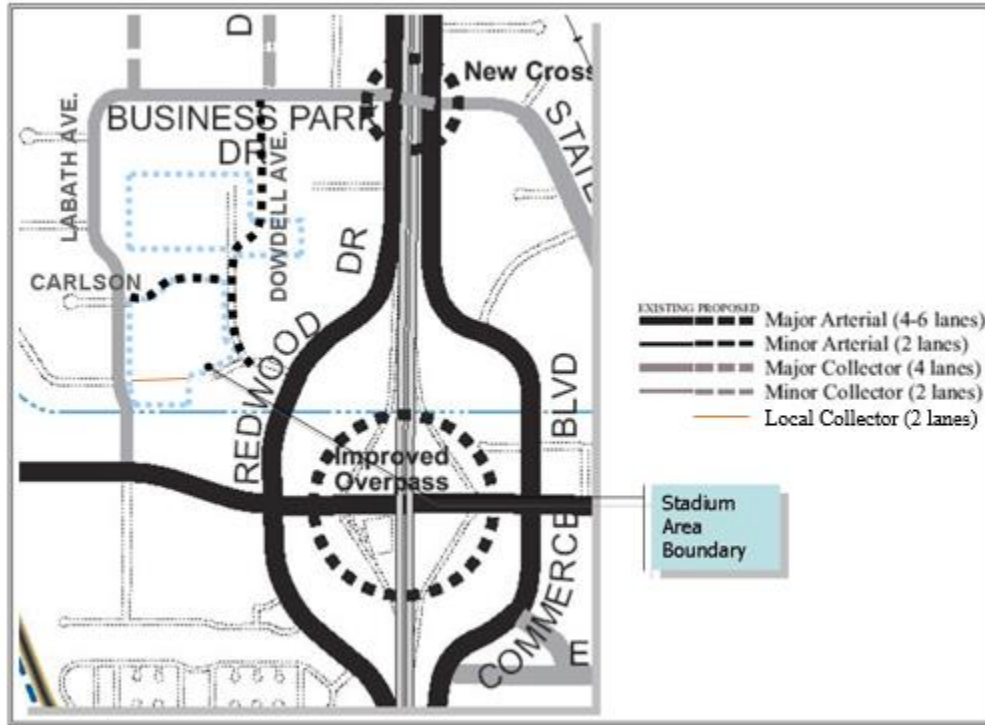 D
New Cross
BUSINESS PARK
DR
STATE
LABATH AVE.
DOWDELL AVE.
CARLSON
DR
REDWOOD
BLVD
COMMERCE
Improved
Overpass
E
EXISTING PROPOSED
Major Arterial (4-6 lanes)
Minor Arterial (2 lanes)
Major Collector (4 lanes)
Minor Collector (2 lanes)
Local Collector (2 lanes)
Stadium
Area
Boundary